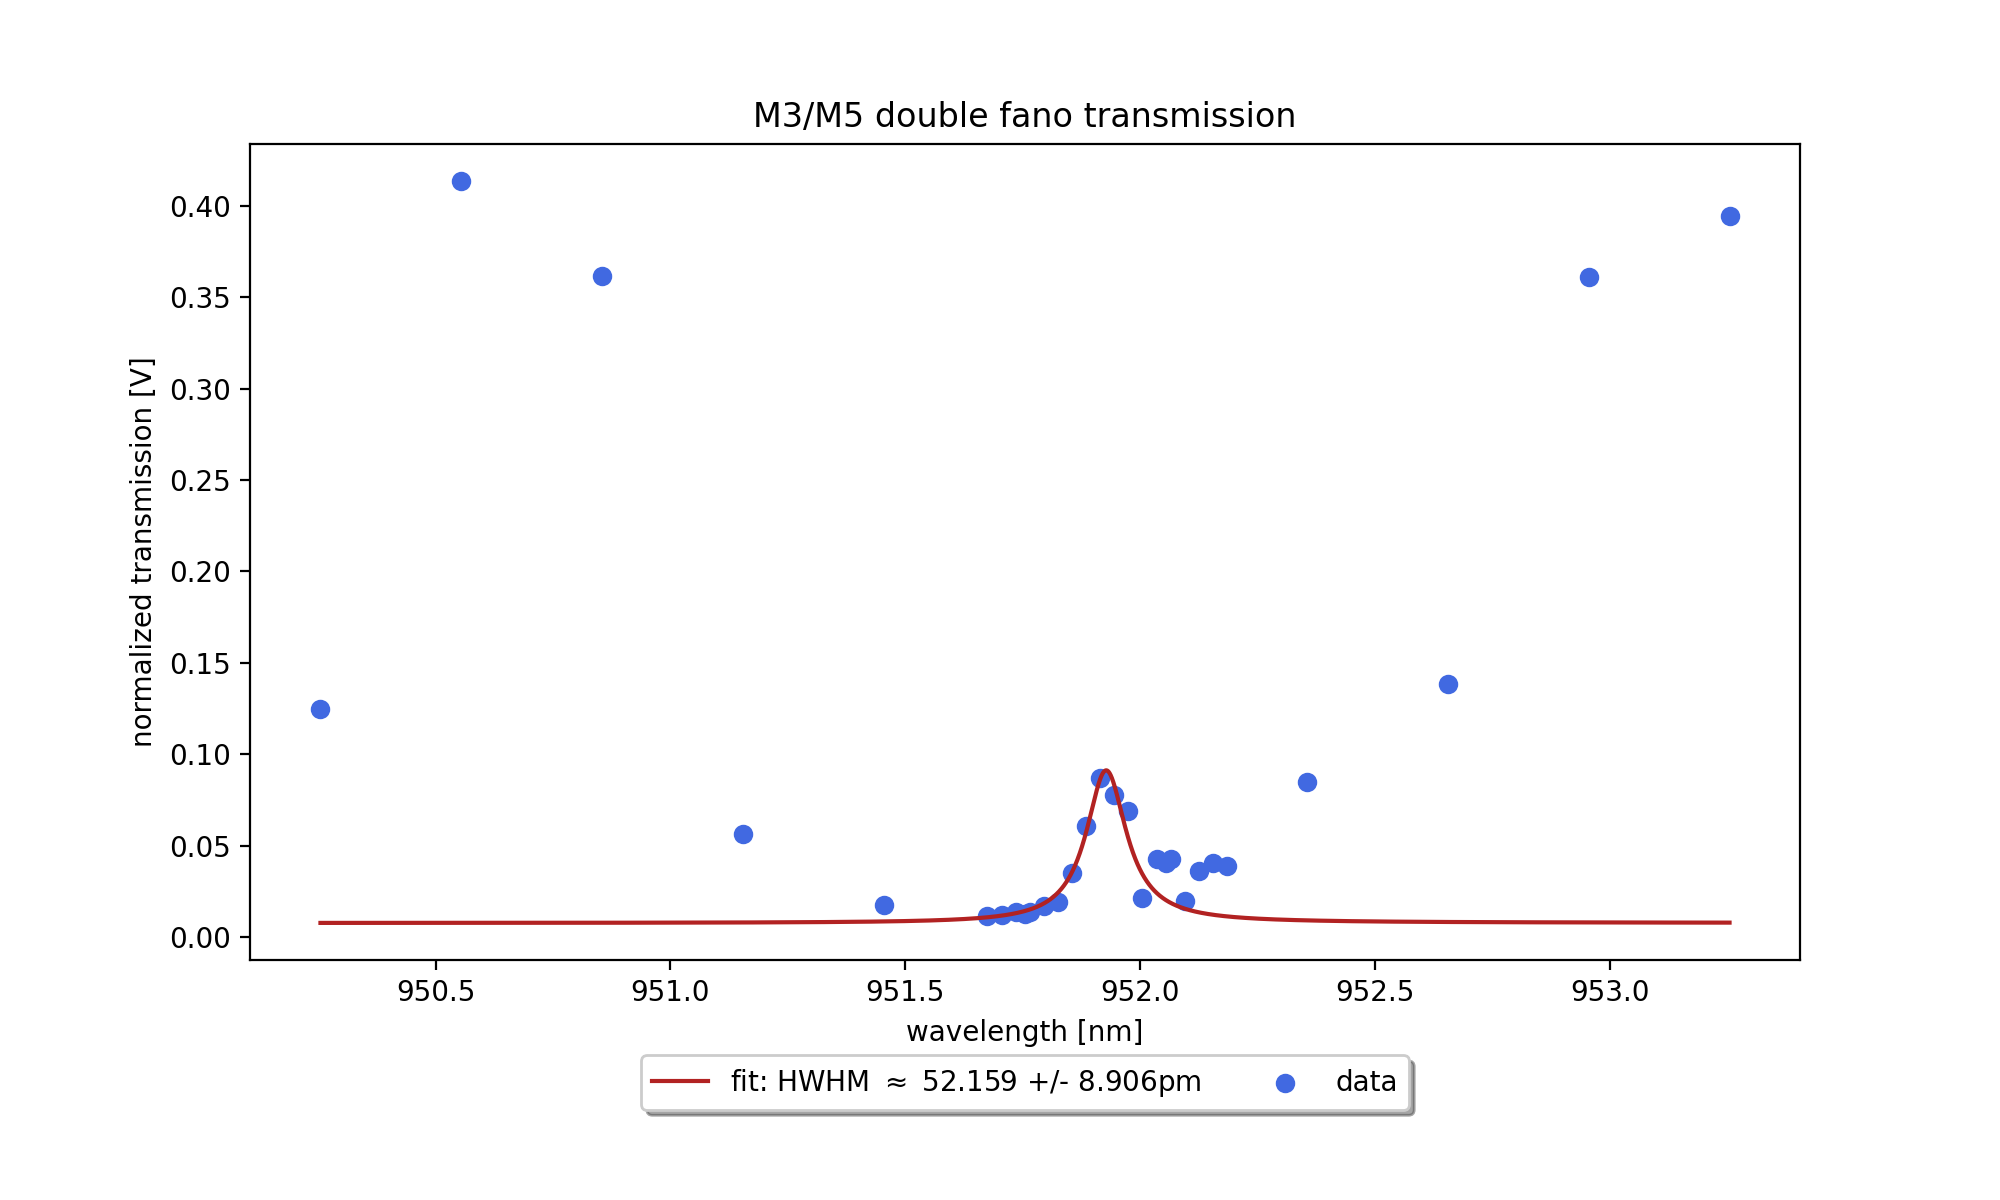 M3/M5 double fano transmission
normalized transmission [V]
0.40
0.35
0.30
0.25
0.20
0.15
0.10
0.05
0.00
950.5 951.0 951.5 952.0 952.5 953.0
wavelength [nm]
fit: HWHM ≈ 52.159 +/- 8.906pm data